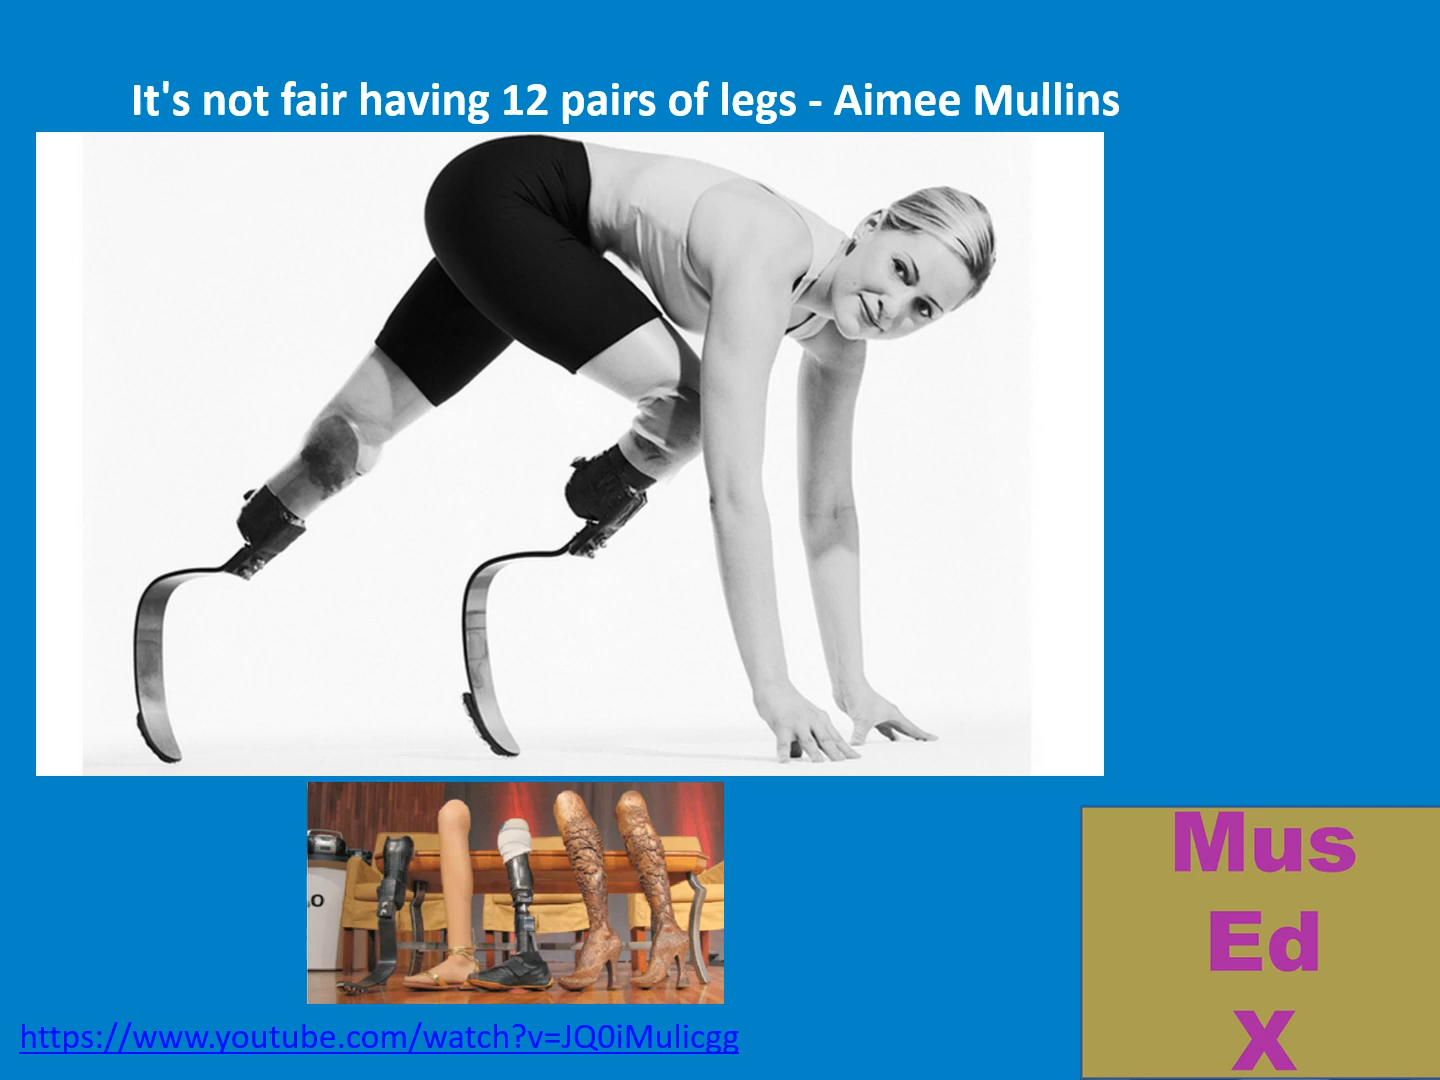 It's not fair having 12 pairs of legs - Aimee Mullins
O
https://www.youtube.com/watch?v=JQ0iMulicgg
Mus
Ed
X